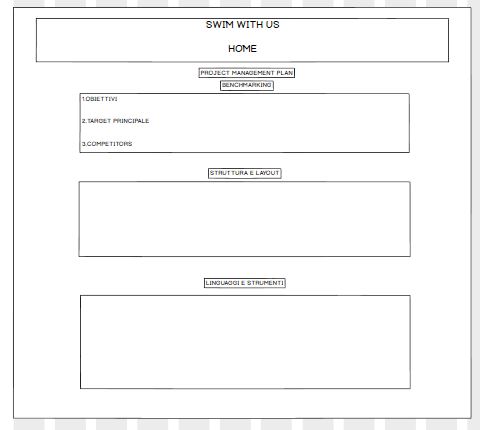 SWIM WITH US
HOME
PROJECT MANAGEMENT PLAN
BENCHMARKING
1.OBIETTIVI
2.TARGET PRINCIPALE
3.COMPETITORS
STRUTTURA E LAYOUT
LINGUAGGI E STRUMENTI